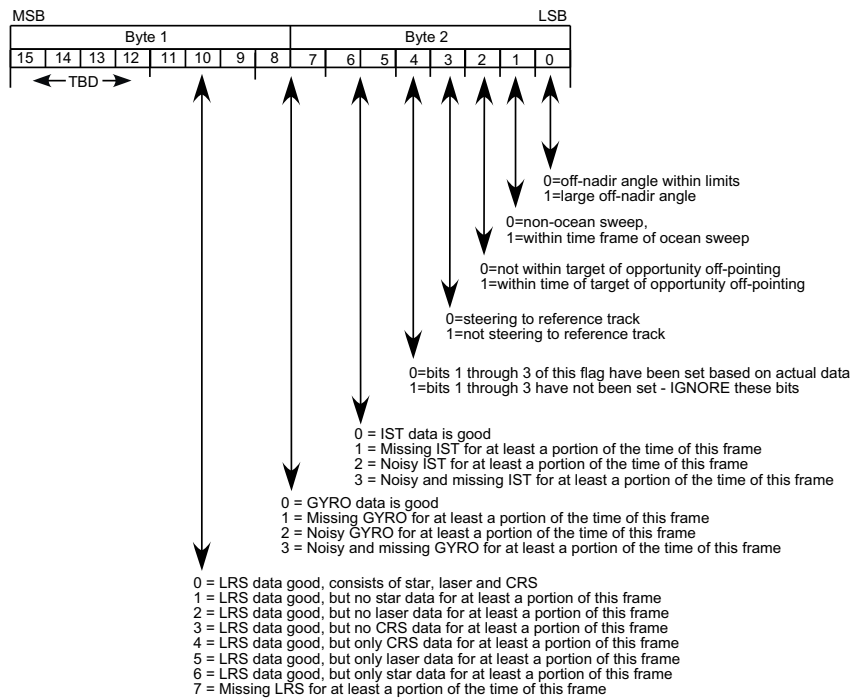 MSB LSB
Byte 1 Byte 2
15 14 13 12 11 10 9 8 7 6 5 4 3 2 1 0
TBD
0=off-nadir angle within limits
1=large off-nadir angle
0=non-ocean sweep,
1=within time frame of ocean sweep
0=not within target of opportunity off-pointing
1=within time of target of opportunity off-pointing
0=steering to reference track
1=not steering to reference track
0=bits 1 through 3 of this flag have been set based on actual data
1=bits 1 through 3 have not been set - IGNORE these bits
0 = IST data is good
1 = Missing IST for at least a portion of the time of this frame
2 = Noisy IST for at least a portion of the time of this frame
3 = Noisy and missing IST for at least a portion of the time of this frame
0 = GYRO data is good
1 = Missing GYRO for at least a portion of the time of this frame
2 = Noisy GYRO for at least a portion of the time of this frame
3 = Noisy and missing GYRO for at least a portion of the time of this frame
0 = LRS data good, consists of star, laser and CRS
1 = LRS data good, but no star data for at least a portion of this frame
2 = LRS data good, but no laser data for at least a portion of this frame
3 = LRS data good, but no CRS data for at least a portion of this frame
4 = LRS data good, but only CRS data for at least a portion of this frame
5 = LRS data good, but only laser data for at least a portion of this frame
6 = LRS data good, but only star data for at least a portion of this frame
7 = Missing LRS for at least a portion of the time of this frame